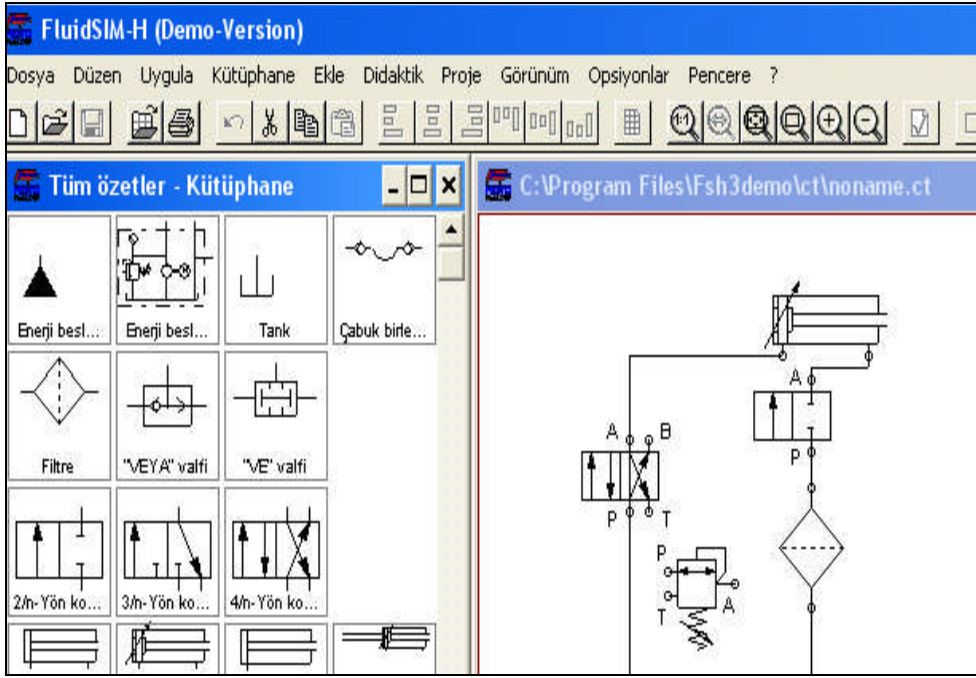 FluidSIM-H (Demo-Version)
Dosya Düzen Uygula Kütüphane Ekle Didaktik Proje Görünüm Opsiyonlar Pencere ?
1:1
Tüm özetler - Kütüphane
C:\Program Files\Fsh3demo\ct\noname.ct
Enerji besl... Enerji besl... Tank Çabuk birle...
Filtre "VEYA" valfi "VE" valfi
2/n-Yön ko... 3/n-Yön ko... 4/n-Yön ko...
A
A B
P
P T
P
T A